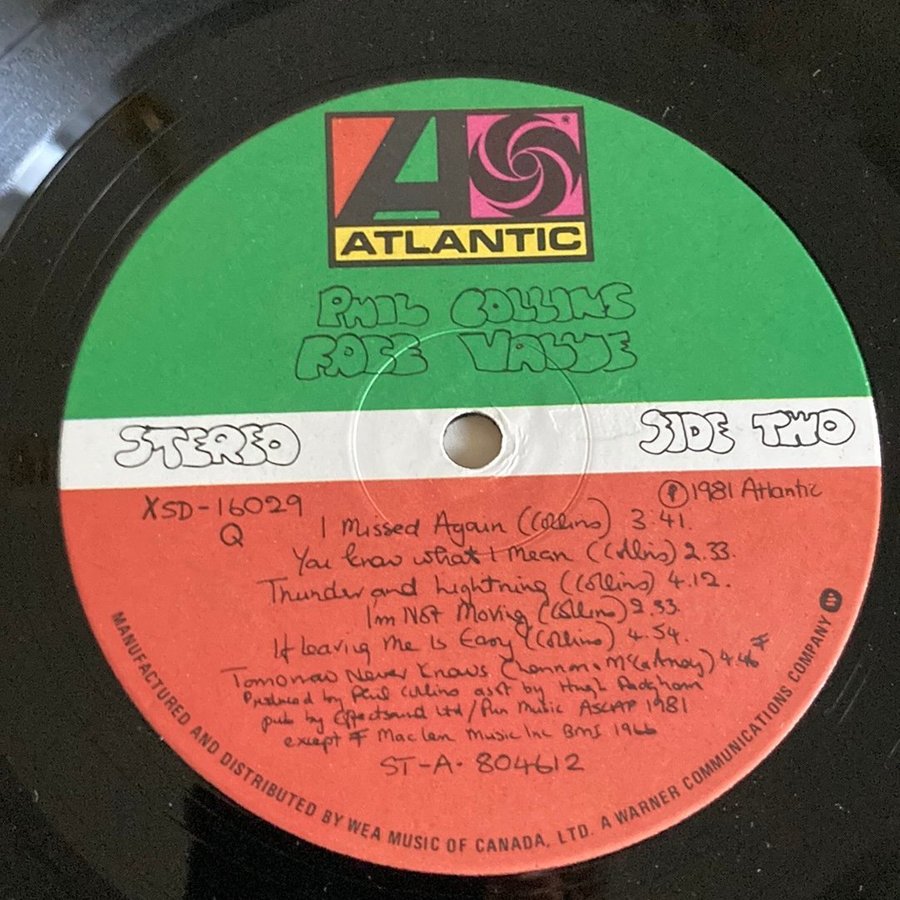 ATLANTIC
PHIL COLLINS
FACE VALUE
STEREO
SIDE TWO
XSD-16029
Q
Ⓟ1981 Atlantic
I Missed Again (Collins) 3.41.
You know what I Mean (Collins) 2.33.
Thunder and Lightning (Collins) 4.12.
I'm Not Moving (Collins) 2.33
If Leaving Me Is Easy (Collins) 4.54.
Tomorrow Never Knows (Lennon + McCartney) 4.46*
Produced by Phil Collins asst by Hugh Padgham
pub by Effectsound Ltd/Pun Music ASCAP 1981
except * Maclen Music Inc BMI 1966
ST-A-804612
MANUFACTURED AND DISTRIBUTED BY WEA MUSIC OF CANADA, LTD. A WARNER COMMUNICATIONS COMPANY